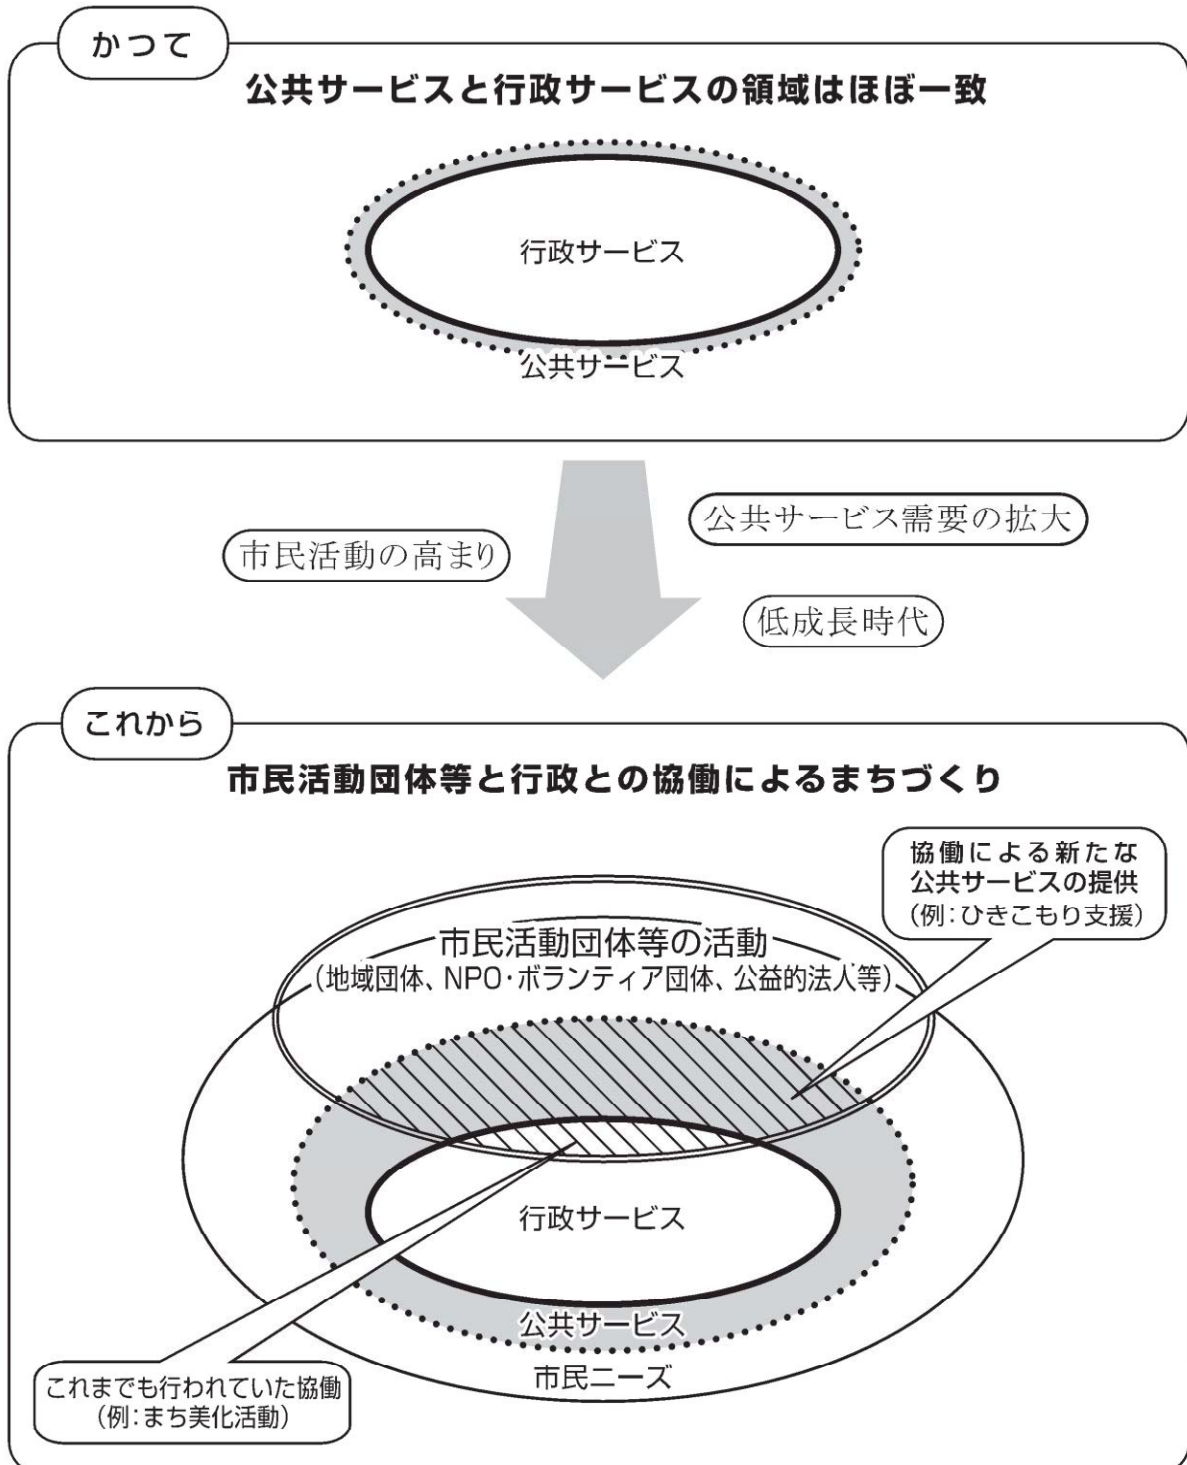 かつて
公共サービスと行政サービスの領域はほぼ一致
行政サービス
公共サービス
公共サービス需要の拡大
市民活動の高まり
低成長時代
これから
市民活動団体等と行政との協働によるまちづくり
協働による新たな
公共サービスの提供
(例:ひきこもり支援)
市民活動団体等の活動
(地域団体、NPO・ボランティア団体、公益的法人等)
行政サービス
公共サービス
市民ニーズ
これまでも行われていた協働
(例:まち美化活動)